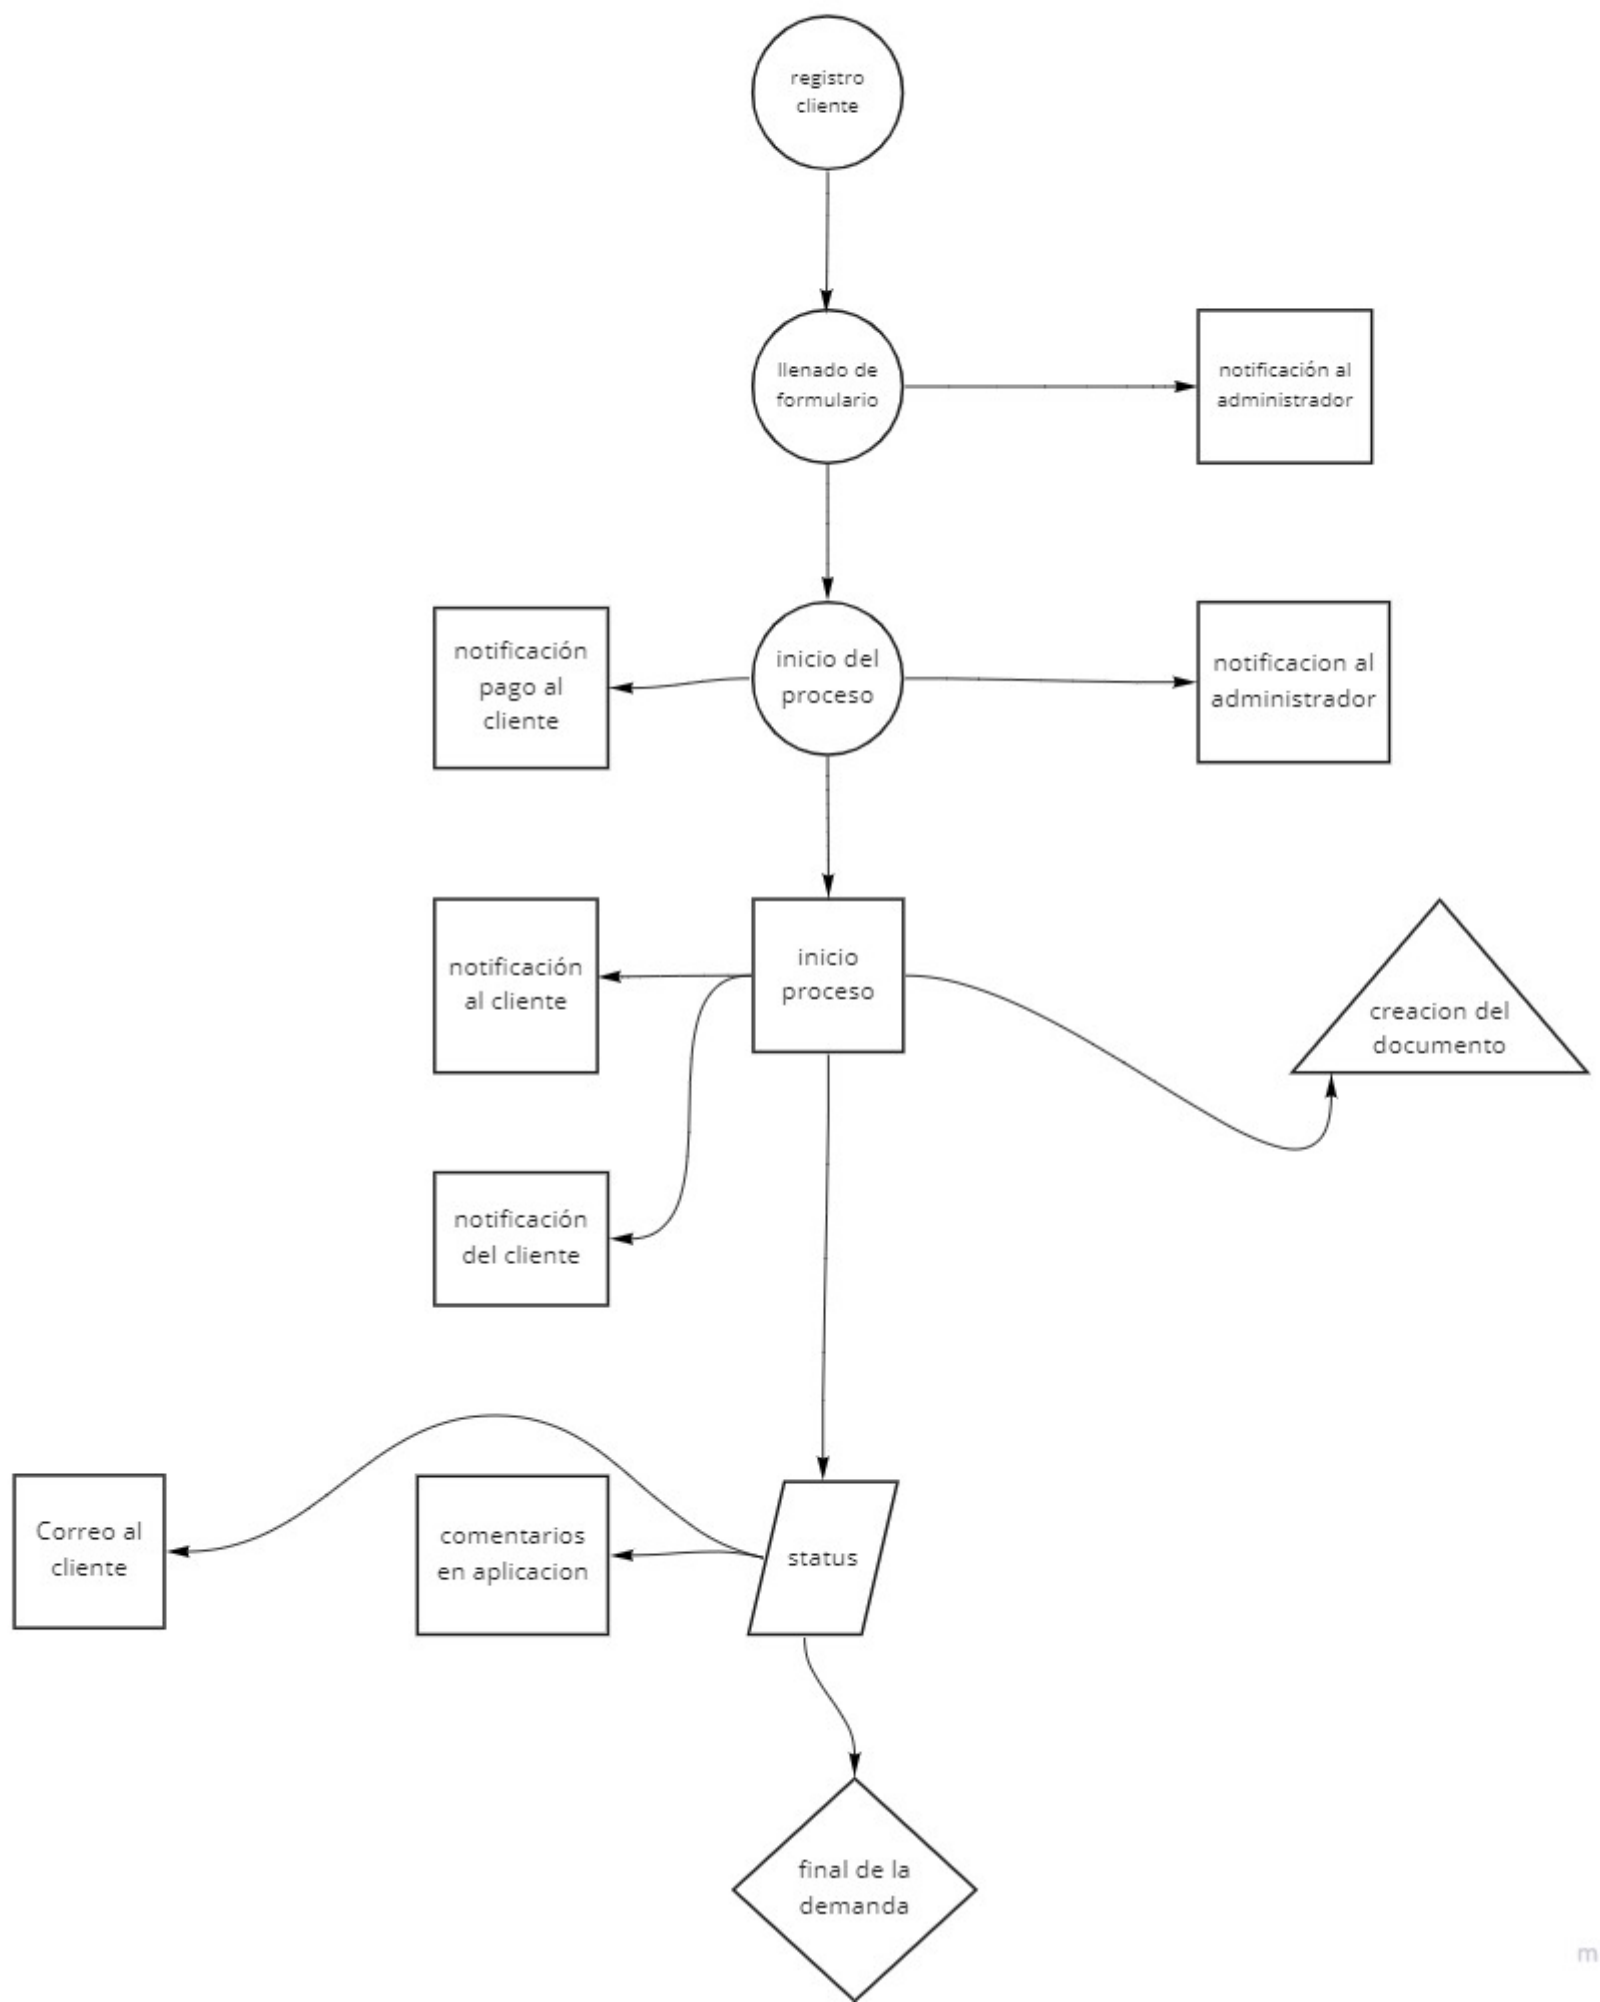 registro
cliente
llenado de
formulario
notificación al
administrador
notificación
pago al
cliente
inicio del
proceso
notificacion al
administrador
notificación
al cliente
inicio
proceso
creacion del
documento
notificación
del cliente
Correo al
cliente
comentarios
en aplicacion
status
final de la
demanda
m